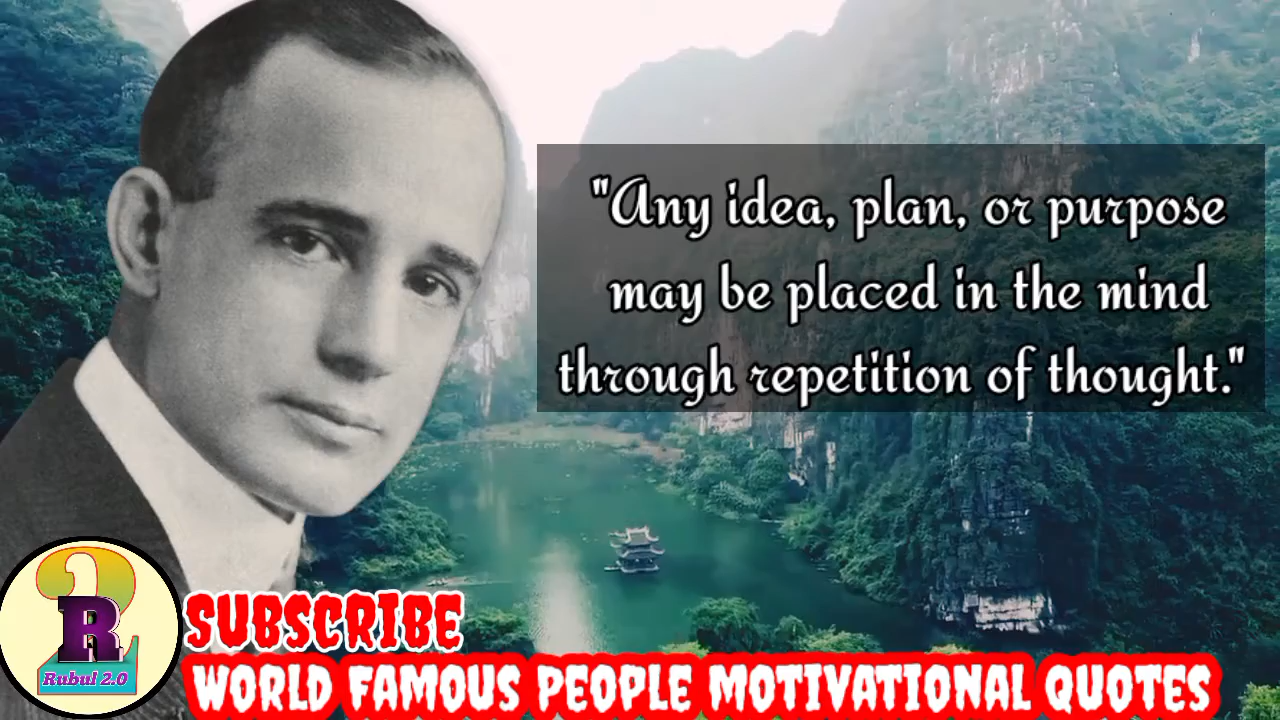 "Any idea, plan, or purpose
may be placed in the mind
through repetition of thought."
2
R
Rubul 2.0
SUBSCRIBE
WORLD FAMOUS PEOPLE MOTIVATIONAL QUOTES